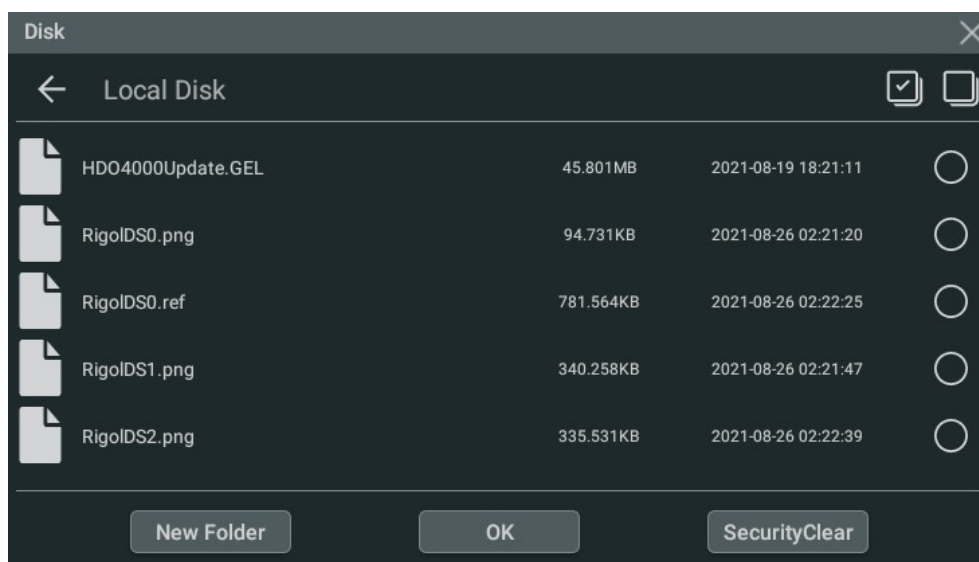 Disk
Local Disk
HDO4000Update.GEL 45.801MB 2021-08-19 18:21:11
RigolDS0.png 94.731KB 2021-08-26 02:21:20
RigolDS0.ref 781.564KB 2021-08-26 02:22:25
RigolDS1.png 340.258KB 2021-08-26 02:21:47
RigolDS2.png 335.531KB 2021-08-26 02:22:39
New Folder OK SecurityClear